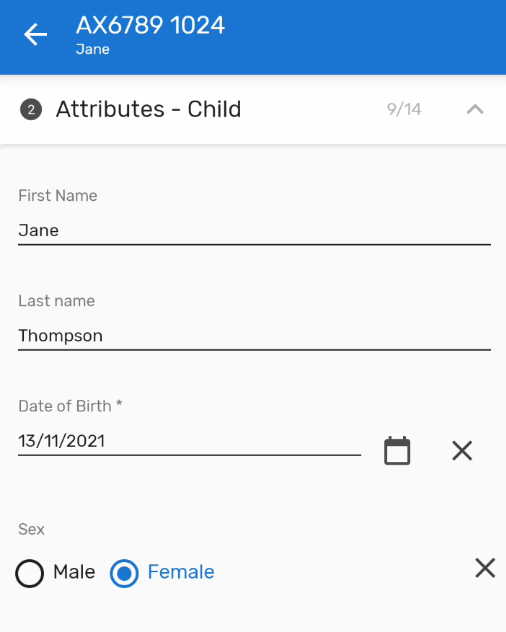 AX6789 1024
Jane
2 Attributes - Child 9/14
First Name
Jane
Last name
Thompson
Date of Birth *
13/11/2021
Sex
Male Female